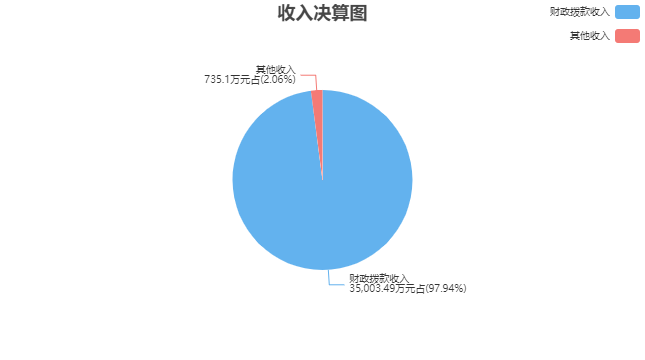 收入决算图
财政拨款收入
其他收入
其他收入
735.1万元占(2.06%)
财政拨款收入
35,003.49万元占(97.94%)